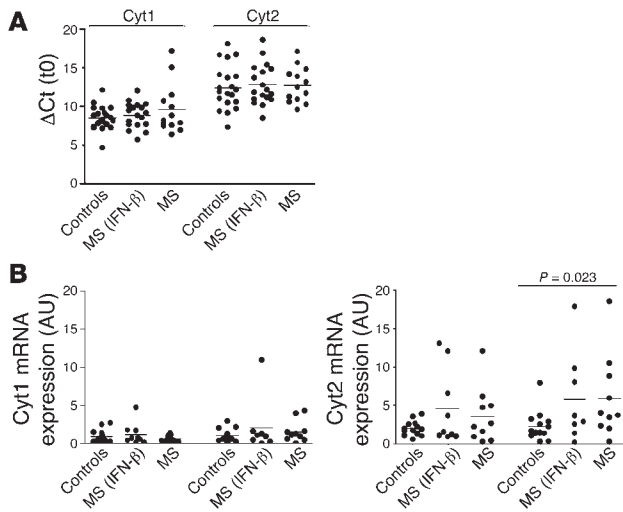 A
Cyt1 Cyt2
20
15
10
5
0
ΔCt (t0)
Controls MS (IFN-β) MS Controls MS (IFN-β) MS
B
20
15
10
5
0
Cyt1 mRNA
expression (AU)
Controls MS (IFN-β) MS Controls MS (IFN-β) MS
P = 0.023
20
15
10
5
0
Cyt2 mRNA
expression (AU)
Controls MS (IFN-β) MS Controls MS (IFN-β) MS